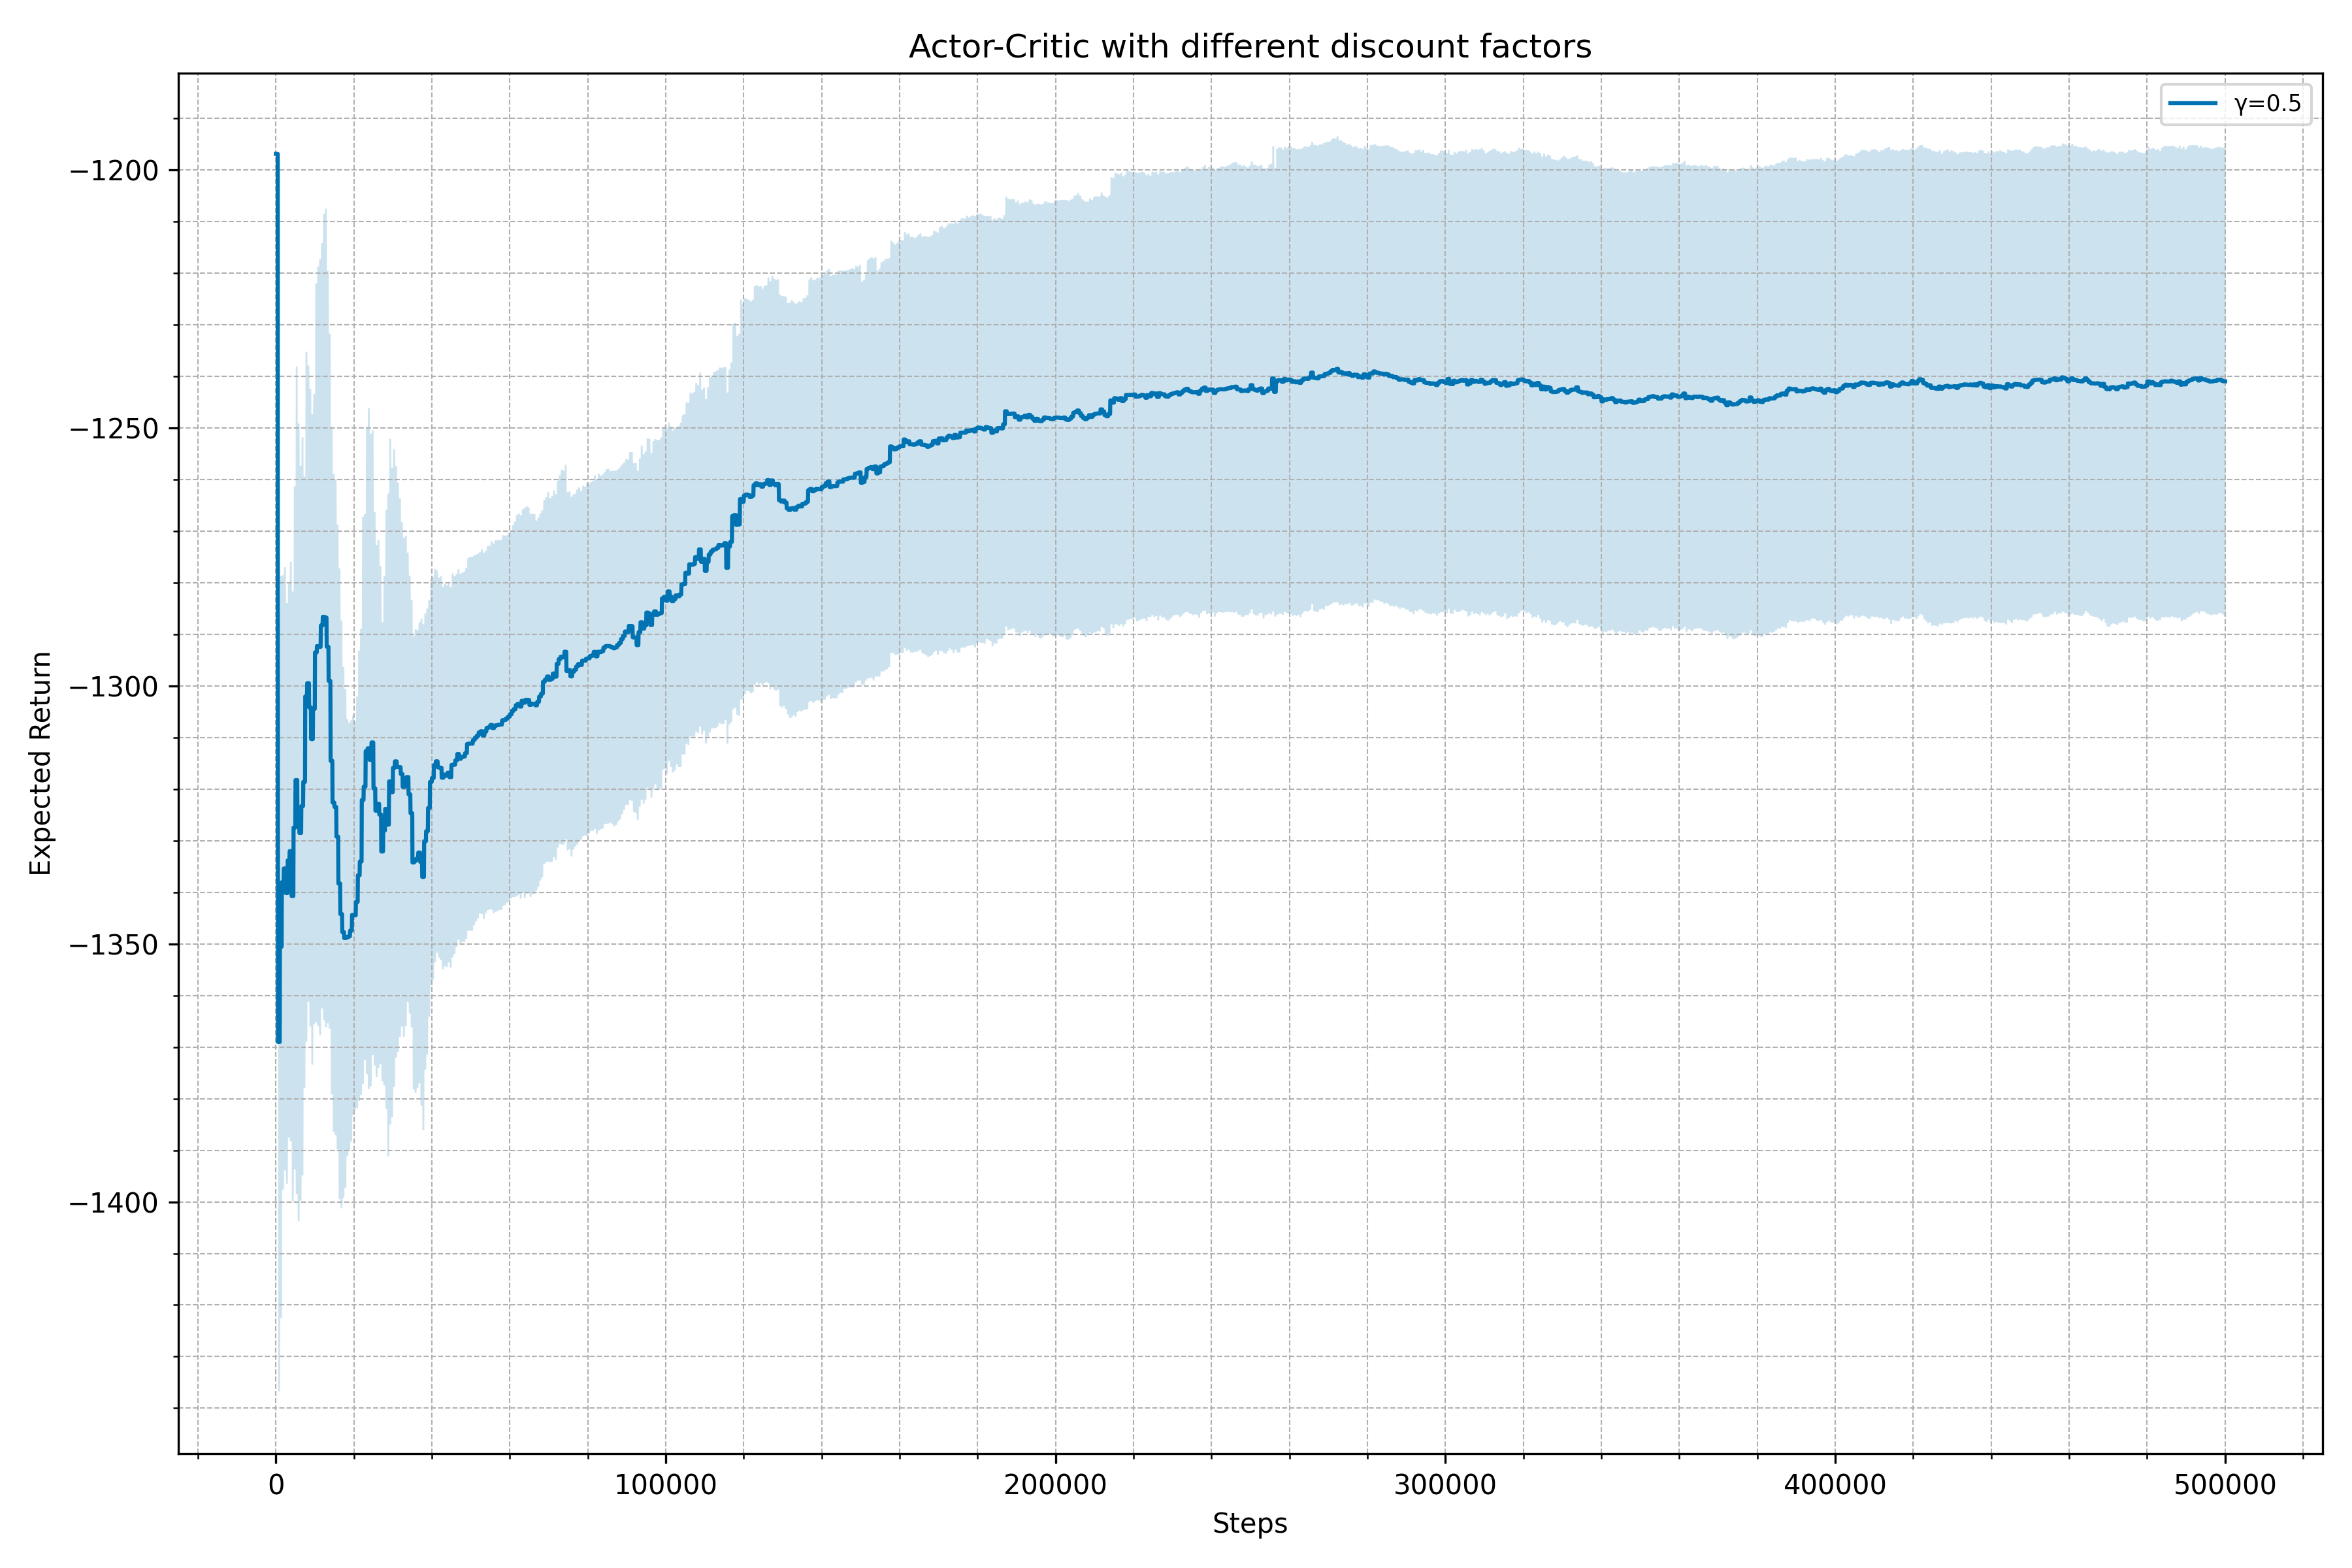 Actor-Critic with different discount factors
γ=0.5
Expected Return
−1200
−1250
−1300
−1350
−1400
0 100000 200000 300000 400000 500000
Steps